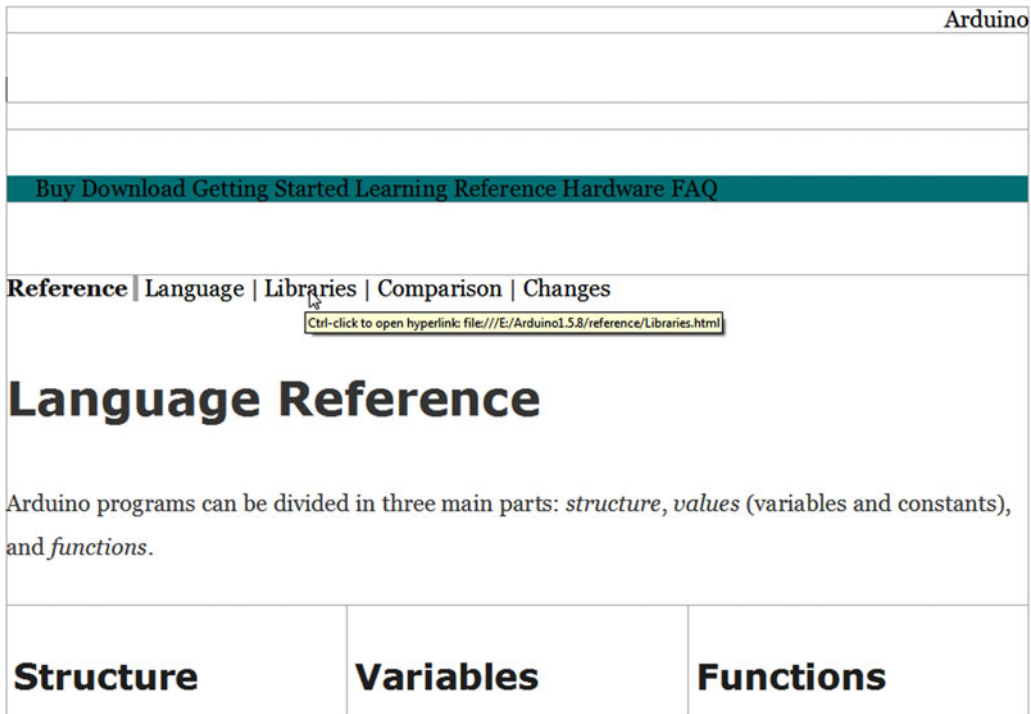 Arduino
Buy Download Getting Started Learning Reference Hardware FAQ
Reference | Language | Libraries | Comparison | Changes
Ctrl-click to open hyperlink: file:///E:/Arduino1.5.8/reference/Libraries.html
Language Reference
Arduino programs can be divided in three main parts: structure, values (variables and constants),
and functions.
Structure Variables Functions